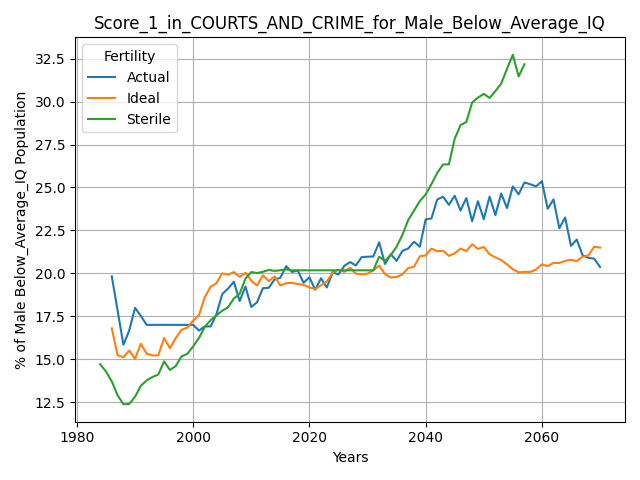 Score_1_in_COURTS_AND_CRIME_for_Male_Below_Average_IQ
Fertility
Actual
Ideal
Sterile
% of Male Below_Average_IQ Population
32.5
30.0
27.5
25.0
22.5
20.0
17.5
15.0
12.5
1980 2000 2020 2040 2060
Years